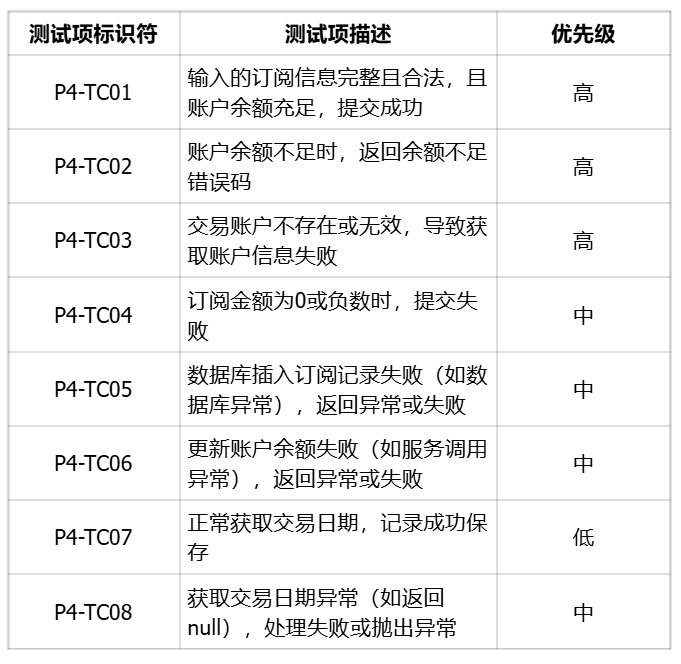 测试项标识符 测试项描述 优先级
P4-TC01 输入的订阅信息完整且合法，且 高
账户余额充足，提交成功
P4-TC02 账户余额不足时，返回余额不足 高
错误码
P4-TC03 交易账户不存在或无效，导致获 高
取账户信息失败
P4-TC04 订阅金额为0或负数时，提交失 中
败
P4-TC05 数据库插入订阅记录失败（如数 中
据库异常），返回异常或失败
P4-TC06 更新账户余额失败（如服务调用 中
异常），返回异常或失败
P4-TC07 正常获取交易日期，记录成功保 低
存
P4-TC08 获取交易日期异常（如返回 中
null），处理失败或抛出异常